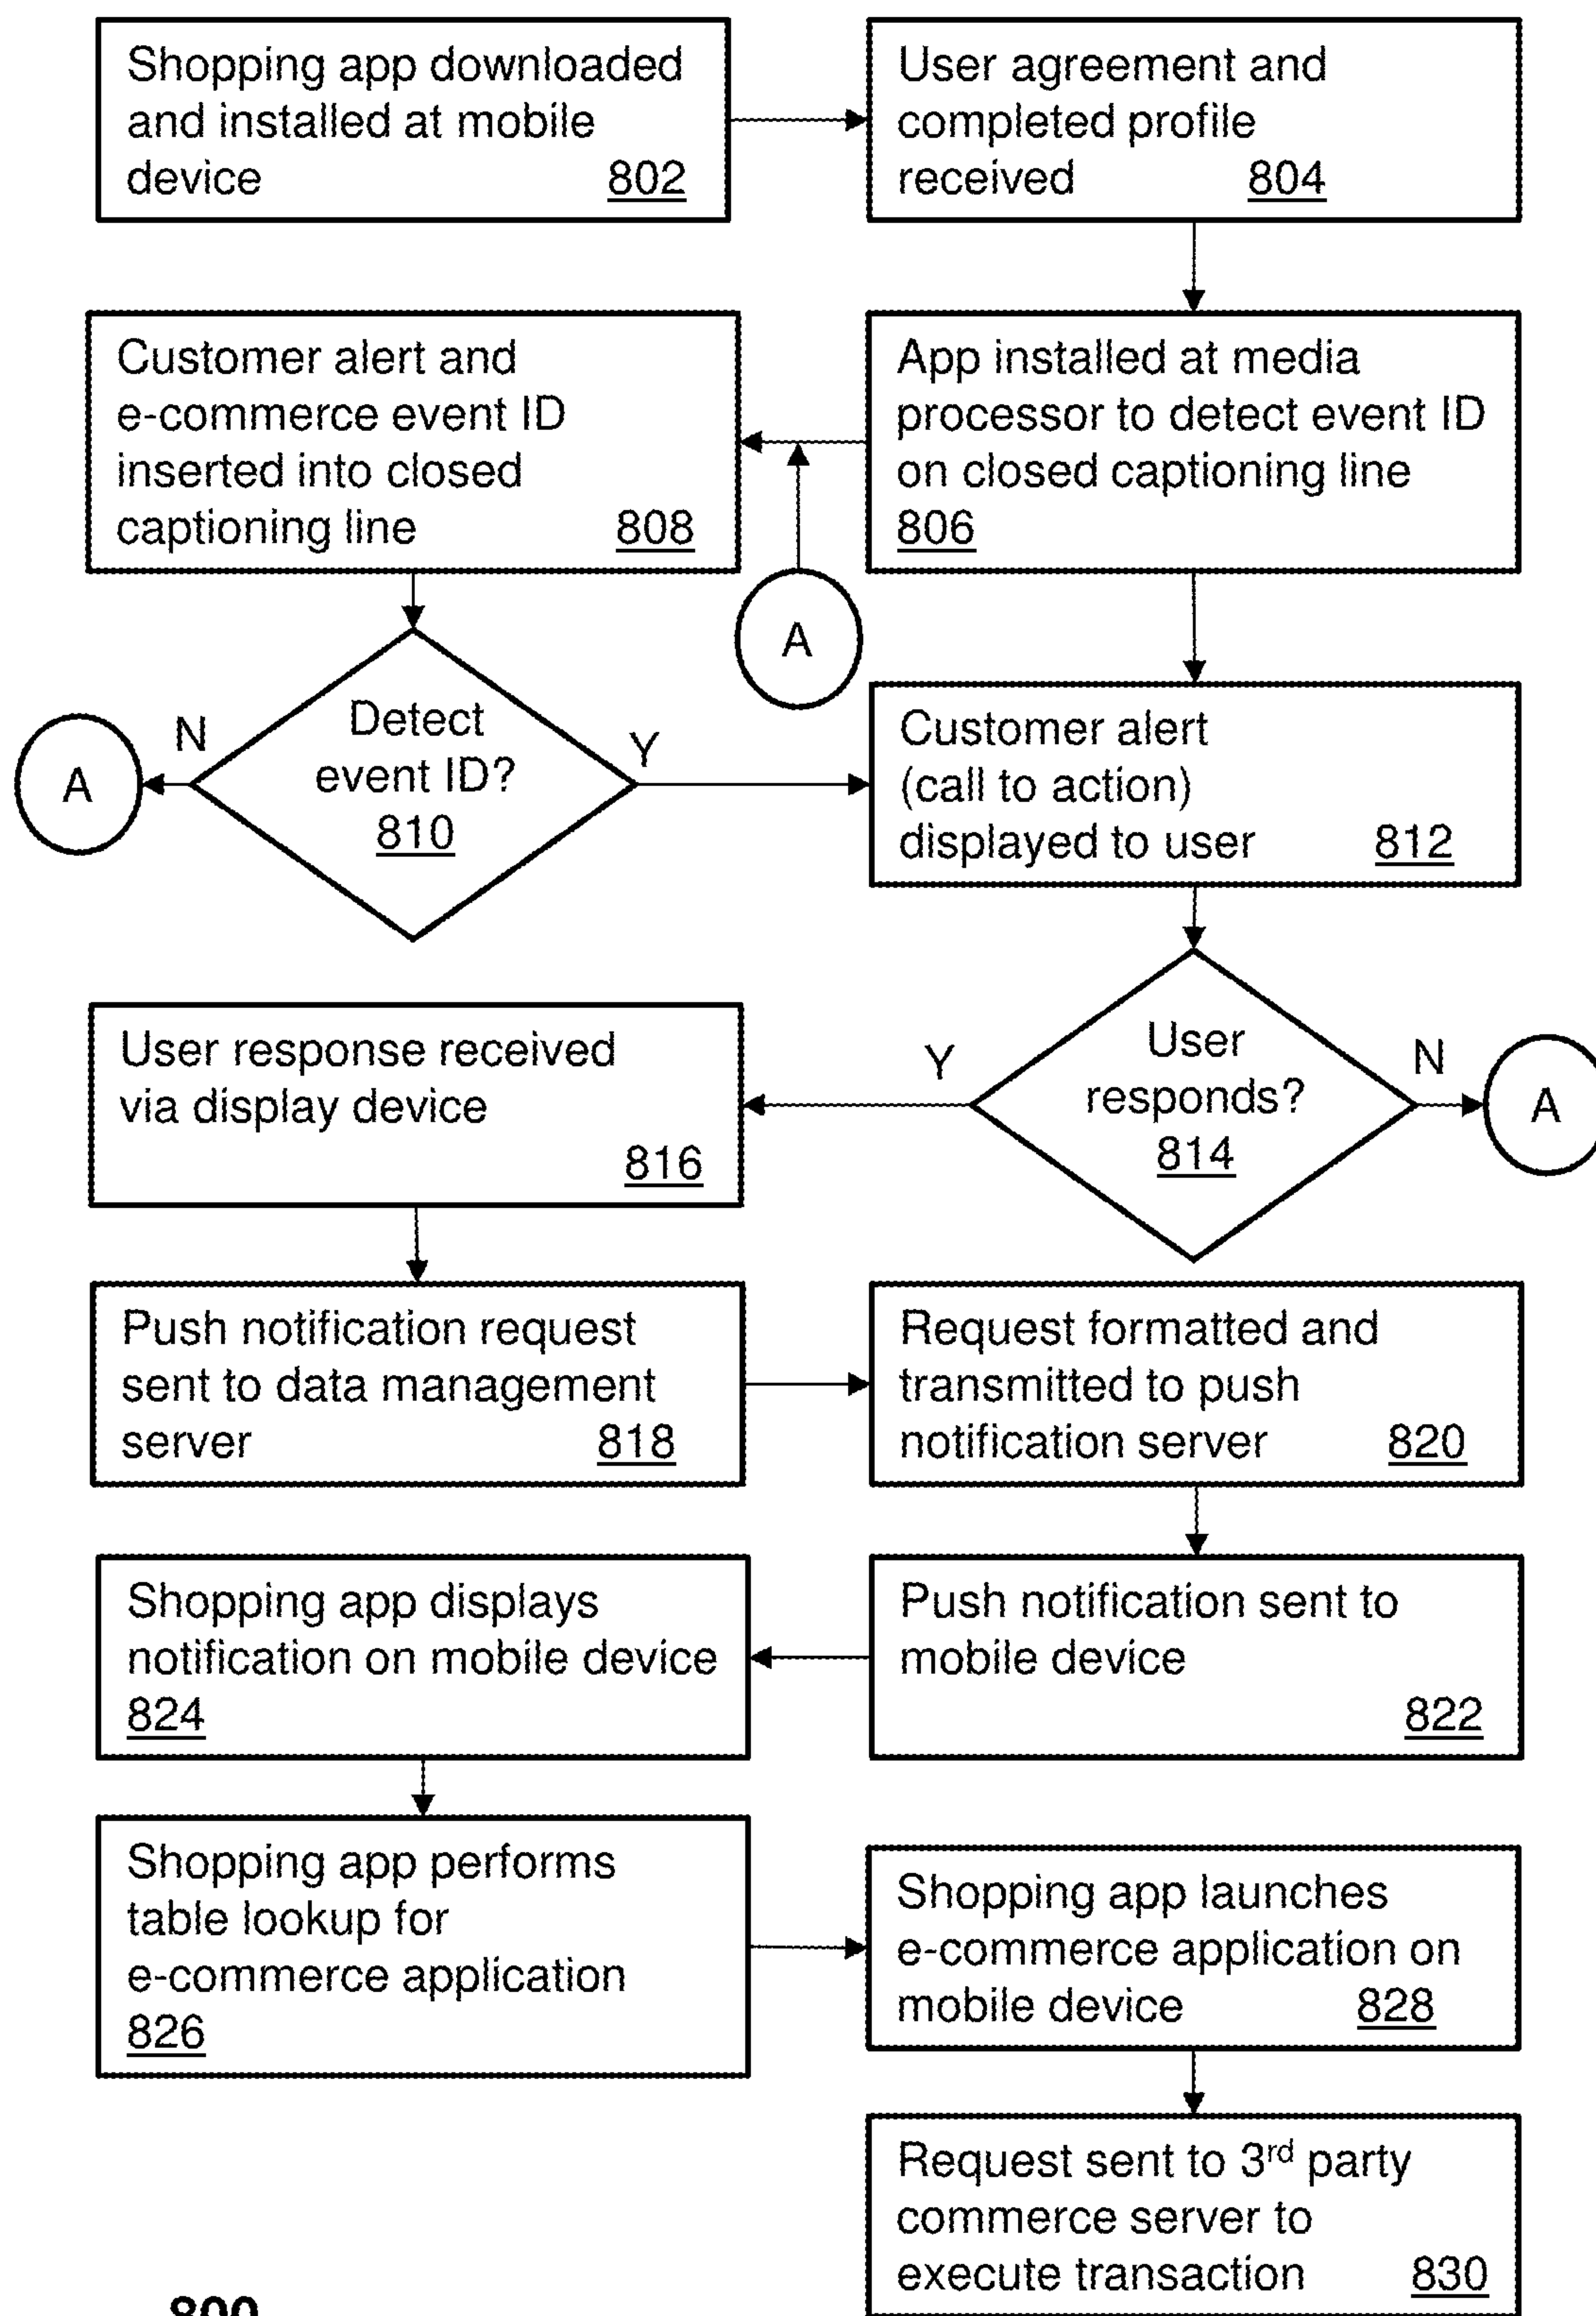 Shopping app downloaded
and installed at mobile
device 802
User agreement and
completed profile
received 804
Customer alert and
e-commerce event ID
inserted into closed
captioning line 808
App installed at media
processor to detect event ID
on closed captioning line
806
A
Detect
event ID?
810
N
Y
A
Customer alert
(call to action)
displayed to user 812
User response received
via display device
816
User
responds?
814
Y
N
A
Push notification request
sent to data management
server 818
Request formatted and
transmitted to push
notification server 820
Shopping app displays
notification on mobile device
824
Push notification sent to
mobile device
822
Shopping app performs
table lookup for
e-commerce application
826
Shopping app launches
e-commerce application on
mobile device 828
Request sent to 3rd party
commerce server to
execute transaction 830
800